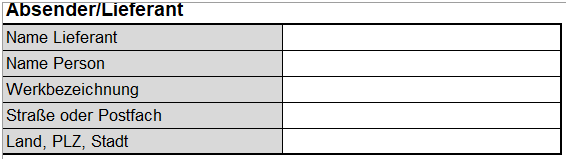 Absender/Lieferant
Name Lieferant
Name Person
Werkbezeichnung
Straße oder Postfach
Land, PLZ, Stadt